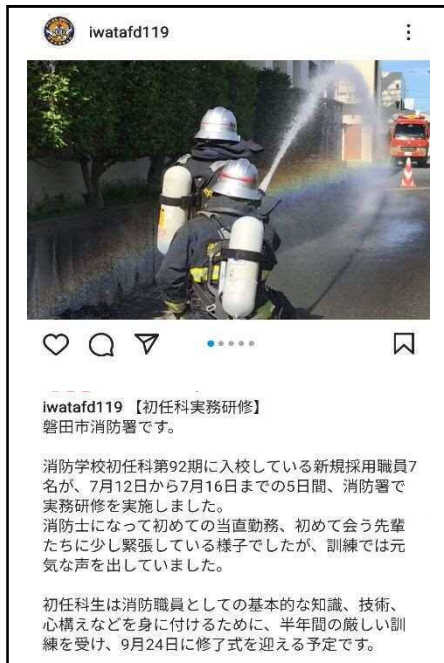 iwatafd119
iwatafd119 【初任科実務研修】
磐田市消防署です。
消防学校初任科第92期に入校している新規採用職員7
名が、7月12日から7月16日までの5日間、消防署で
実務研修を実施しました。
消防士になって初めての当直勤務、初めて会う先輩
たちに少し緊張している様子でしたが、訓練では元
気な声を出していました。
初任科生は消防職員としての基本的な知識、技術、
心構えなどを身に付けるために、半年間の厳しい訓
練を受け、9月24日に修了式を迎える予定です。